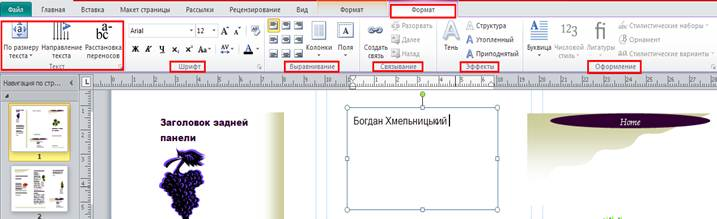 Файл Главная Вставка Макет страницы Рассылки Рецензирование Вид Формат Формат
По размеру текста Направление текста Расстановка переносов
Текст
Arial 12
Шрифт
Колонки Поля
Выравнивание
Создать связь Разорвать Далее Назад
Связывание
Тень Структура Утопленный Приподнятый
Эффекты
Буквица Числовой стиль Лигатуры Стилистические наборы Орнамент Стилистические варианты
Оформление
Навигация по стр...
1
2
Заголовок задней
панели
Богдан Хмельницький
Home